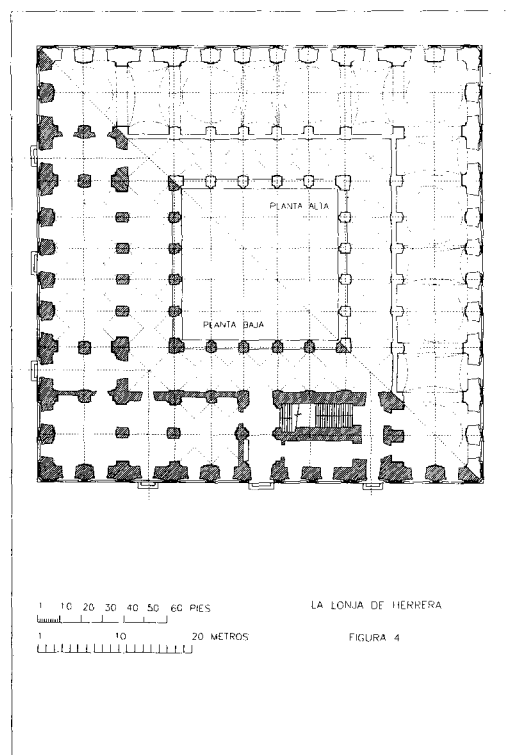 PLANTA ALTA
PLANTA BAJA
1 10 20 30 40 50 60 PIES
1 10 20 METROS
LA LONJA DE HERRERA
FIGURA 4